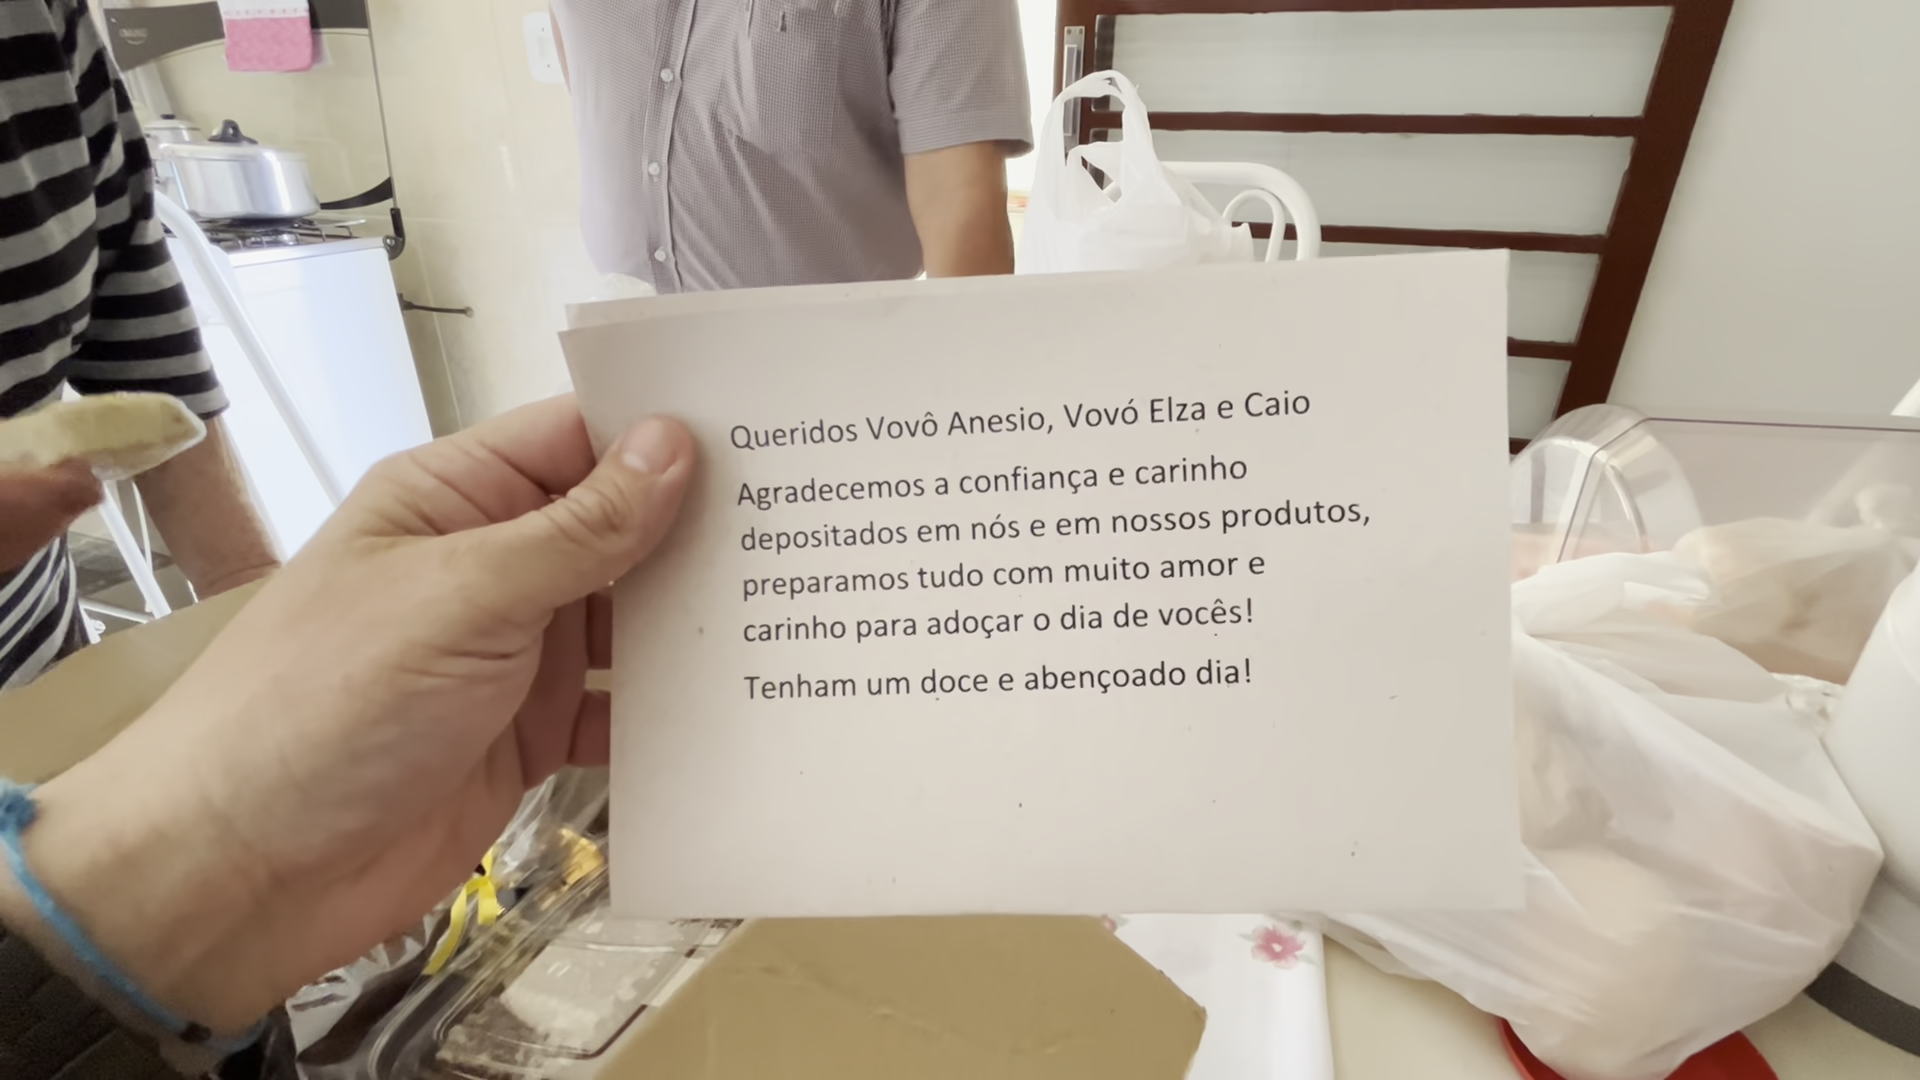 Queridos Vovô Anesio, Vovó Elza e Caio
Agradecemos a confiança e carinho
depositados em nós e em nossos produtos,
preparamos tudo com muito amor e
carinho para adoçar o dia de vocês!
Tenham um doce e abençoado dia!